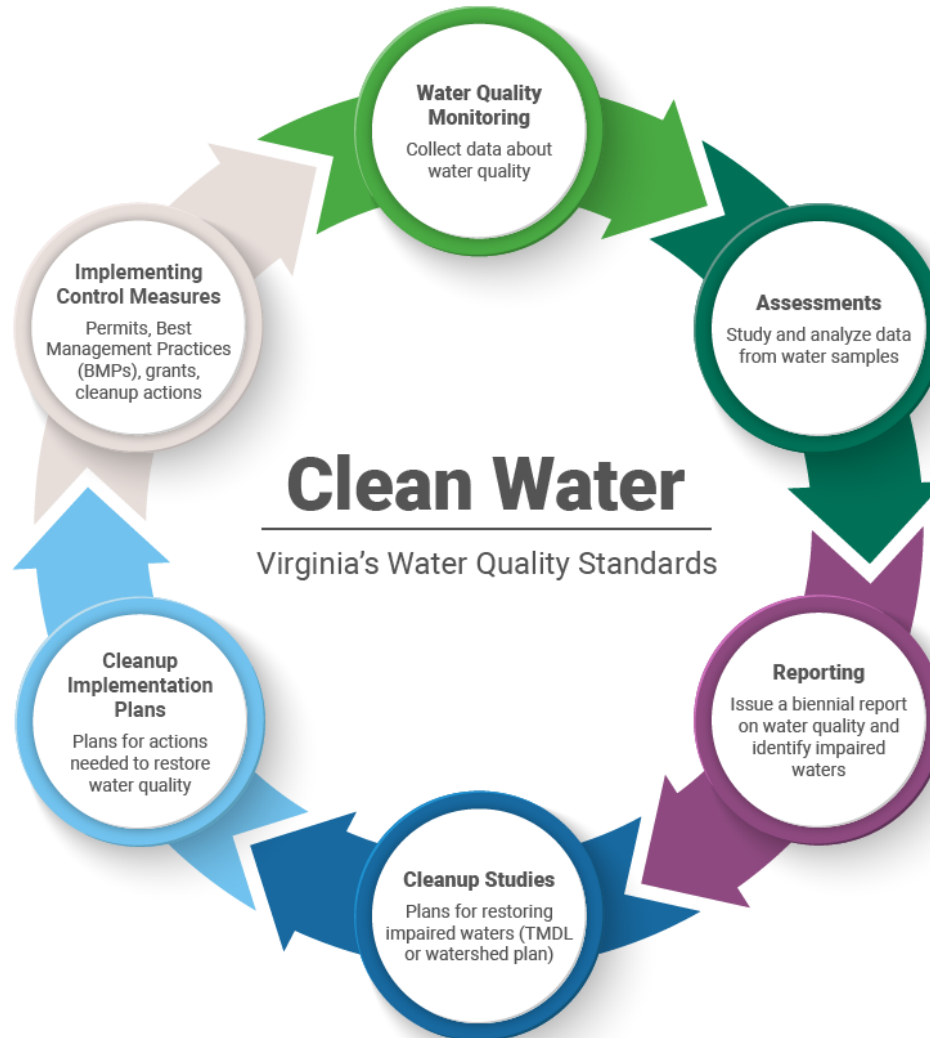 Water Quality
Monitoring
Collect data about
water quality
Assessments
Study and analyze data
from water samples
Reporting
Issue a biennial report
on water quality and
identify impaired
waters
Cleanup Studies
Plans for restoring
impaired waters (TMDL
or watershed plan)
Cleanup
Implementation
Plans
Plans for actions
needed to restore
water quality
Implementing
Control Measures
Permits, Best
Management Practices
(BMPs), grants,
cleanup actions
Clean Water
Virginia’s Water Quality Standards